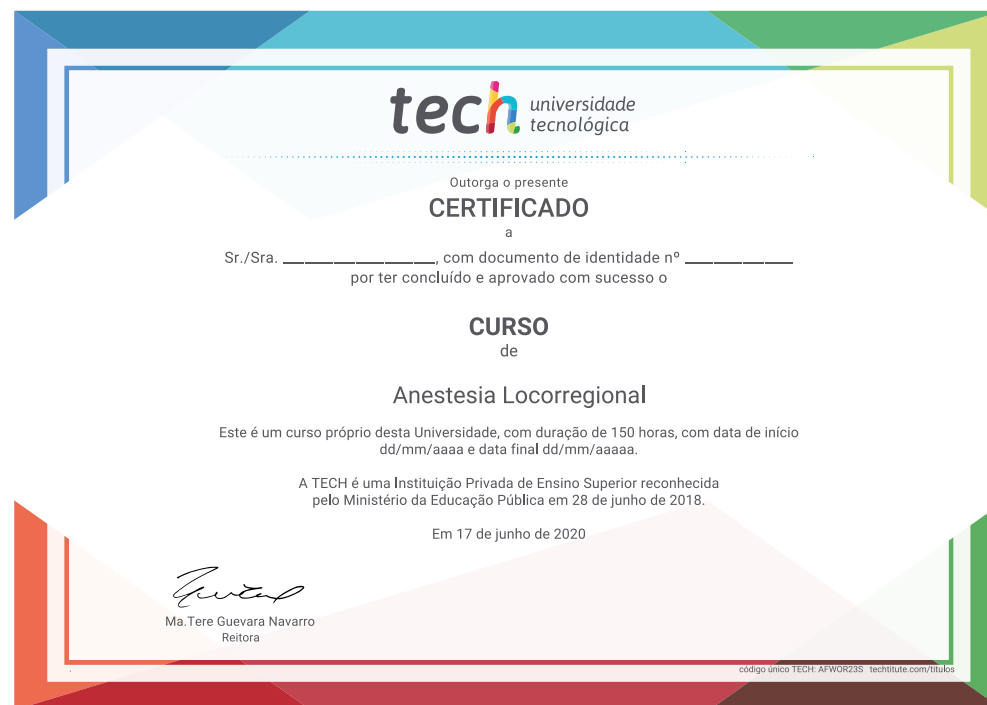 tech universidade
tecnológica
Outorga o presente
CERTIFICADO
a
Sr./Sra. ____________________, com documento de identidade nº ______________
por ter concluído e aprovado com sucesso o
CURSO
de
Anestesia Locorregional
Este é um curso próprio desta Universidade, com duração de 150 horas, com data de início
dd/mm/aaaa e data final dd/mm/aaaaa.
A TECH é uma Instituição Privada de Ensino Superior reconhecida
pelo Ministério da Educação Pública em 28 de junho de 2018.
Em 17 de junho de 2020
Ma.Tere Guevara Navarro
Reitora
código único TECH: AFWOR23S techtitute.com/titulos